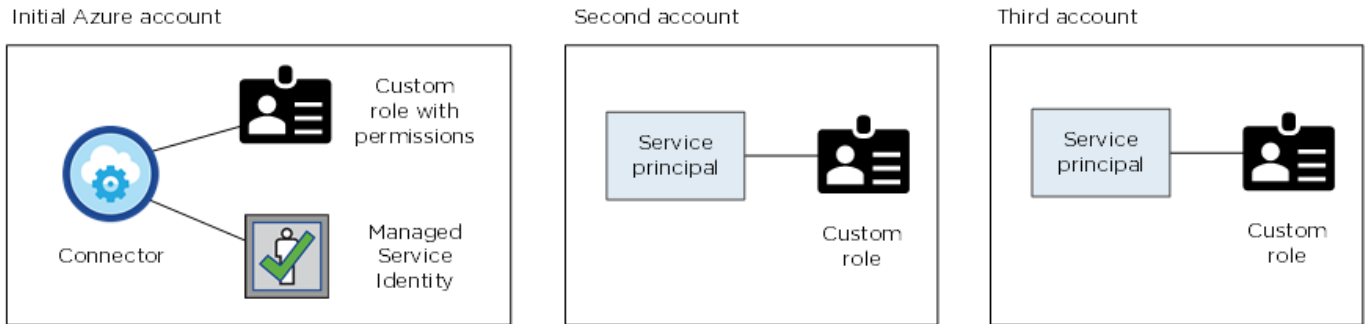 Initial Azure account
Second account
Third account
Custom
role with
permissions
Connector
Managed
Service
Identity
Service
principal
Custom
role
Service
principal
Custom
role